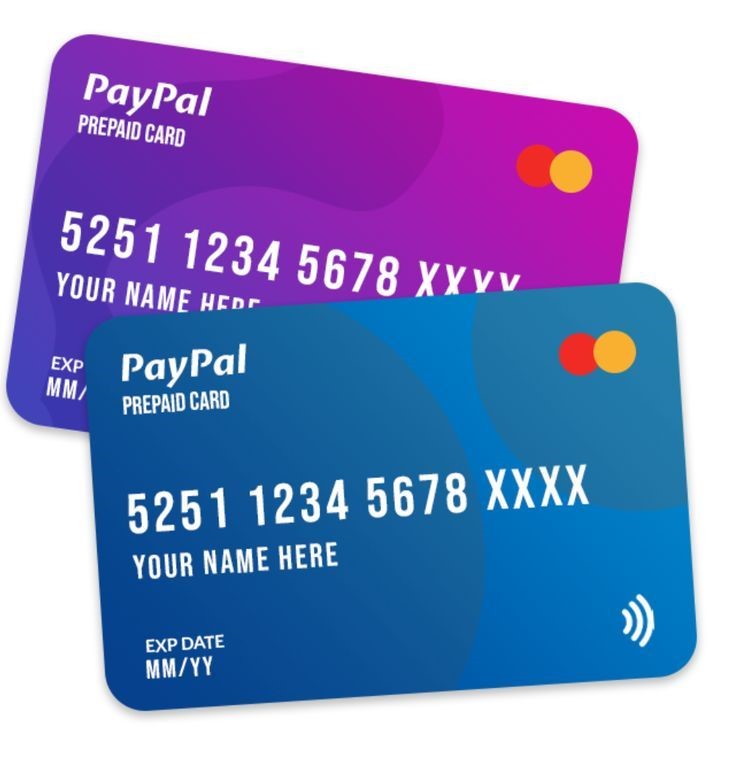 PayPal
PREPAID CARD
5251 1234 5678 XXXX
YOUR NAME HERE
EXP
MM/
PayPal
PREPAID CARD
5251 1234 5678 XXXX
YOUR NAME HERE
EXP DATE
MM/YY